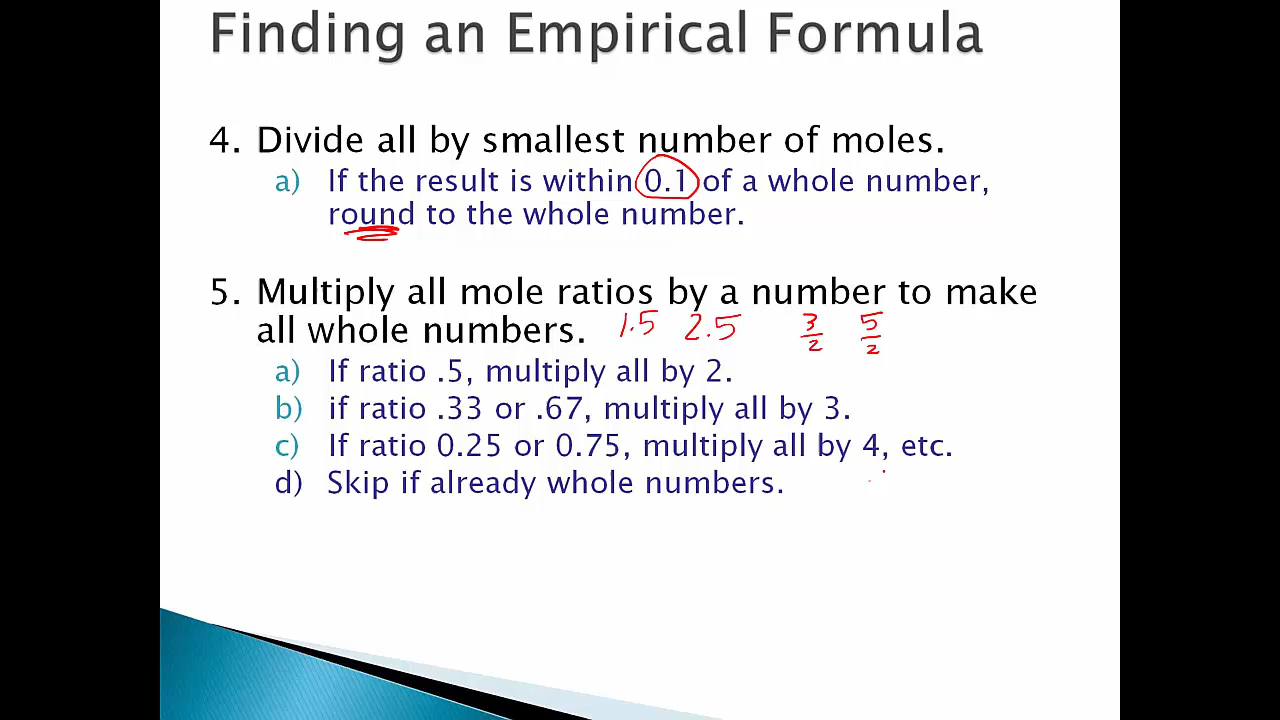 Finding an Empirical Formula
4. Divide all by smallest number of moles.
a) If the result is within 0.1 of a whole number,
round to the whole number.
5. Multiply all mole ratios by a number to make
all whole numbers. 1.5 2.5 3/2 5/2
a) If ratio .5, multiply all by 2.
b) if ratio .33 or .67, multiply all by 3.
c) If ratio 0.25 or 0.75, multiply all by 4, etc.
d) Skip if already whole numbers.